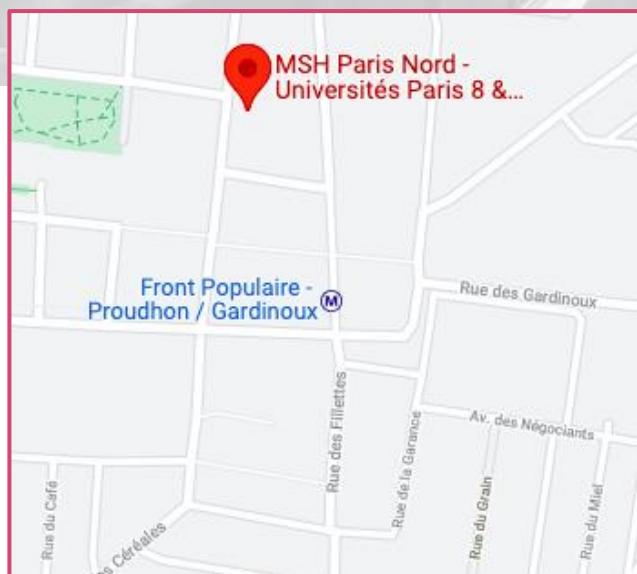 MSH Paris Nord -
Universités Paris 8 &...
Front Populaire -
Proudhon / Gardinoux
M
Rue des Gardinoux
Av. des Négociants
Rue des Fillettes
Rue de la Garance
Rue du Grain
Rue du Miel
Rue du Café
Céréales